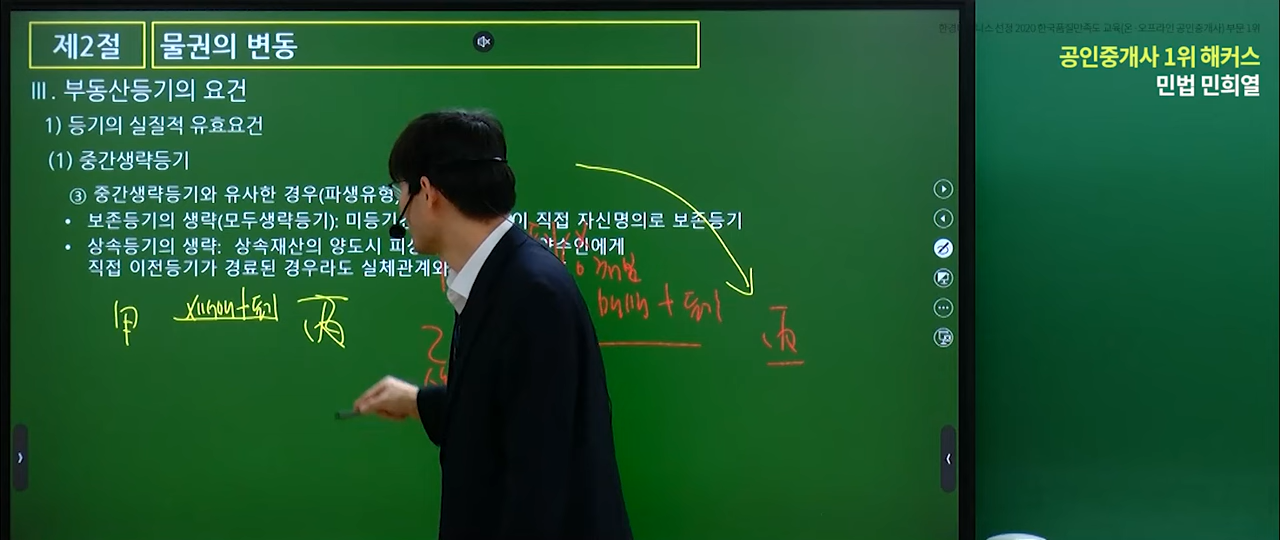 제2절 물권의 변동
한경비즈니스 선정 2020 한국품질만족도 교육(온·오프라인 공인중개사) 부문 1위
공인중개사 1위 해커스
민법 민희열
Ⅲ. 부동산등기의 요건
1) 등기의 실질적 유효요건
(1) 중간생략등기
③ 중간생략등기와 유사한 경우(파생유형
• 보존등기의 생략(모두생략등기): 미등기 이 직접 자신명의로 보존등기
• 상속등기의 생략: 상속재산의 양도시 피상 양수인에게
직접 이전등기가 경료된 경우라도 실체관계와
甲 丙 매매 + 등기 丙